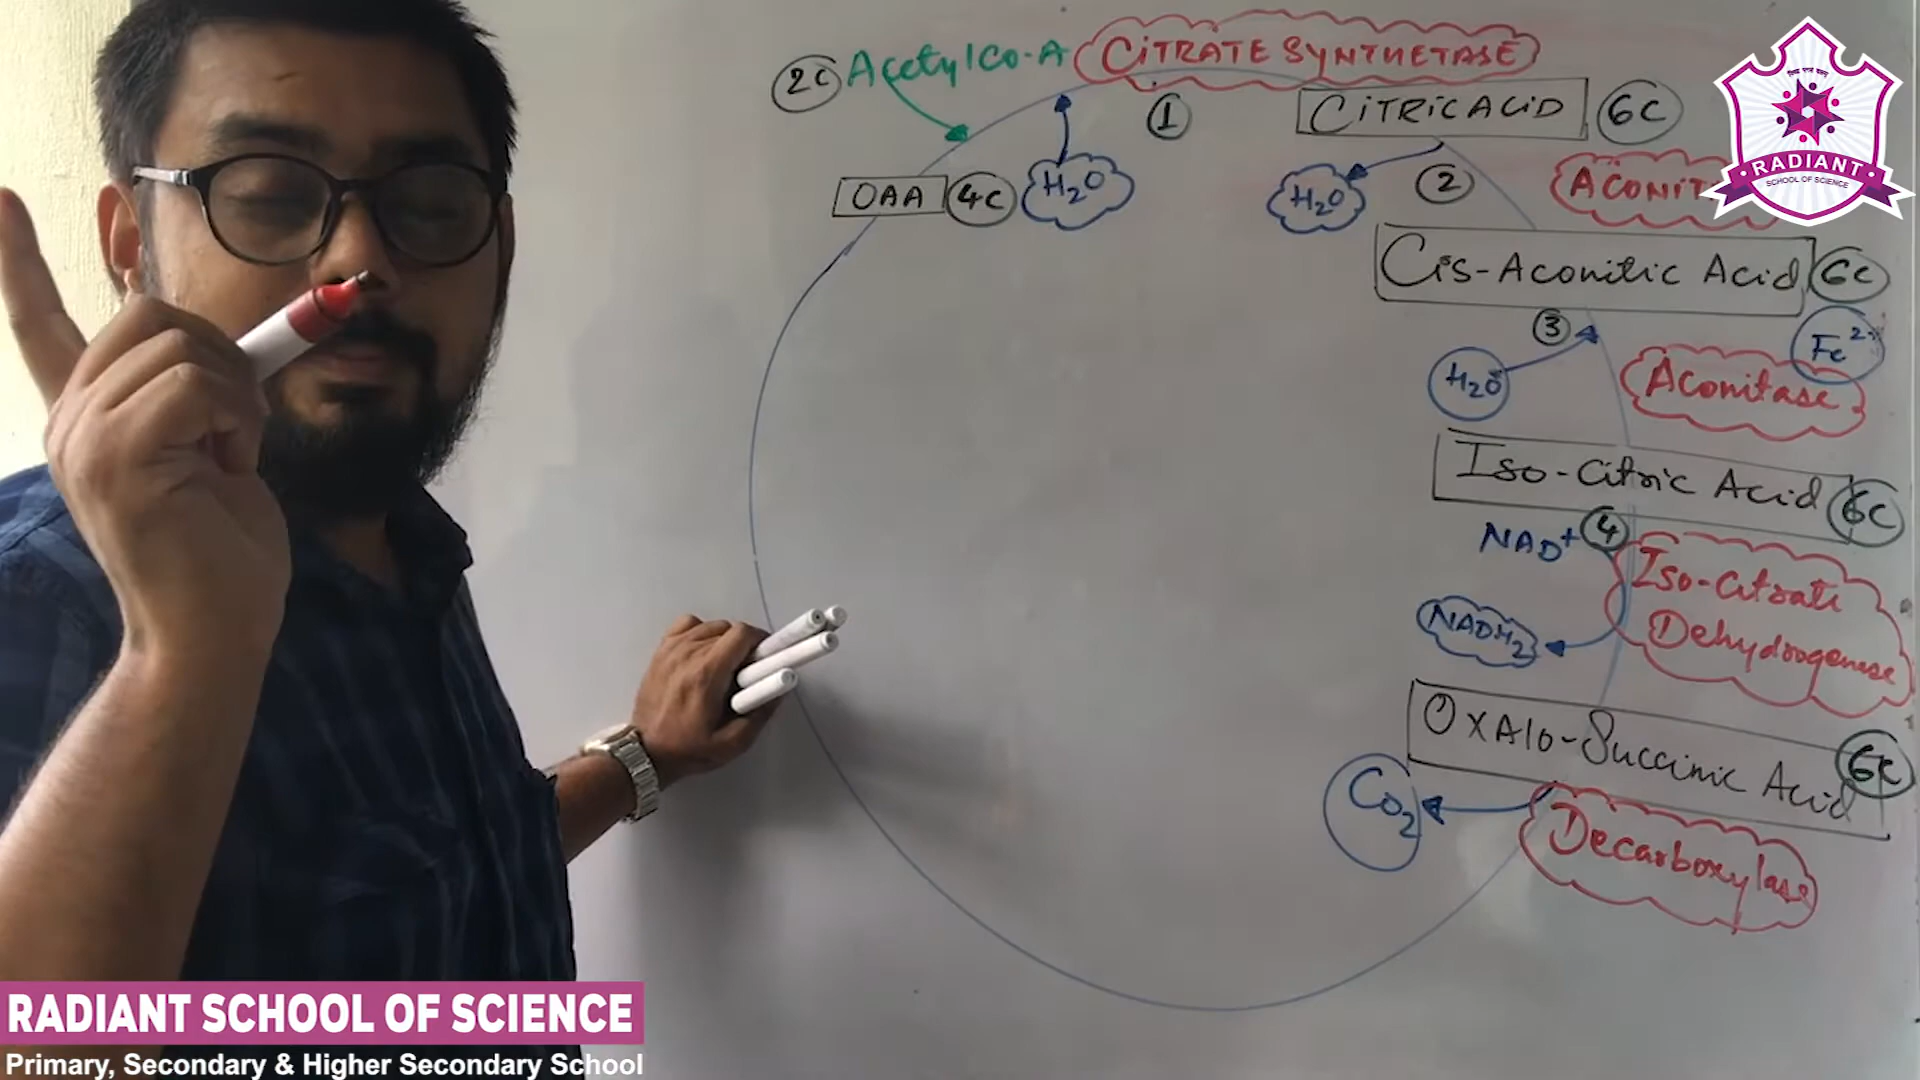 2C Acetyl Co-A CITRATE SYNTHETASE
1
CITRIC ACID 6C
OAA 4C H2O
H2O 2
RADIANT
SCHOOL OF SCIENCE
Cis-Aconitic Acid 6C
3
Fe2+
H2O
Aconitase
Iso-Citric Acid 6C
NAD+ 4
Iso-Citrate
Dehydrogenase
NADH2
OxAlo-Succinic Acid 6C
CO2
Decarboxylase
RADIANT SCHOOL OF SCIENCE
Primary, Secondary & Higher Secondary School